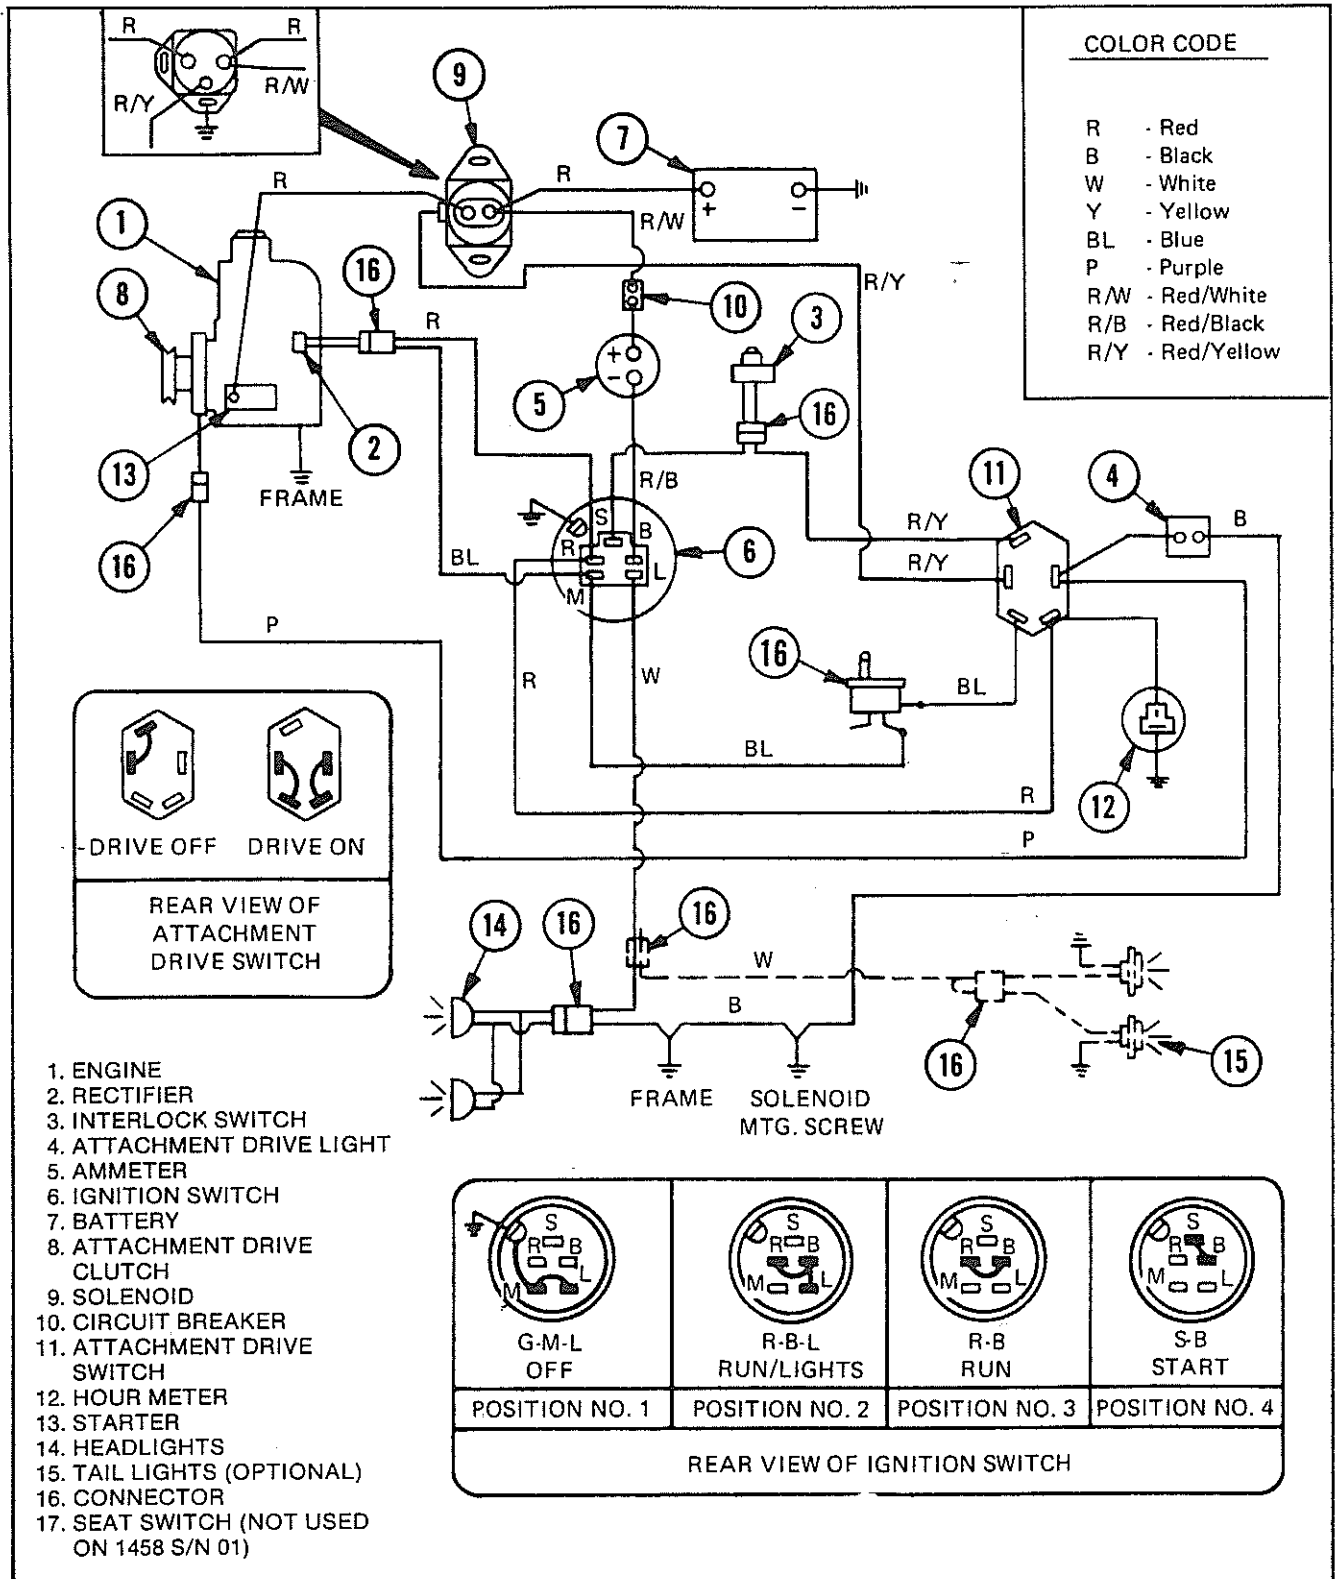 R
R
R/W
R/Y
9
7
COLOR CODE
R - Red
B - Black
W - White
Y - Yellow
BL - Blue
P - Purple
R/W - Red/White
R/B - Red/Black
R/Y - Red/Yellow
R
R
+
−
R/W
1
16
8
R
10
R/Y
3
+
−
5
16
2
13
FRAME
R/B
11
4
16
S
B
R
L
M
6
R/Y
B
BL
R/Y
P
R
W
16
BL
BL
12
R
P
DRIVE OFF
DRIVE ON
REAR VIEW OF
ATTACHMENT
DRIVE SWITCH
14
16
16
W
B
16
15
FRAME
SOLENOID
MTG. SCREW
1. ENGINE
2. RECTIFIER
3. INTERLOCK SWITCH
4. ATTACHMENT DRIVE LIGHT
5. AMMETER
6. IGNITION SWITCH
7. BATTERY
8. ATTACHMENT DRIVE
CLUTCH
9. SOLENOID
10. CIRCUIT BREAKER
11. ATTACHMENT DRIVE
SWITCH
12. HOUR METER
13. STARTER
14. HEADLIGHTS
15. TAIL LIGHTS (OPTIONAL)
16. CONNECTOR
17. SEAT SWITCH (NOT USED
ON 1458 S/N 01)
S
R B
M L
G-M-L
OFF
POSITION NO. 1
S
R B
M L
R-B-L
RUN/LIGHTS
POSITION NO. 2
S
R B
M L
R-B
RUN
POSITION NO. 3
S
R B
M L
S-B
START
POSITION NO. 4
REAR VIEW OF IGNITION SWITCH